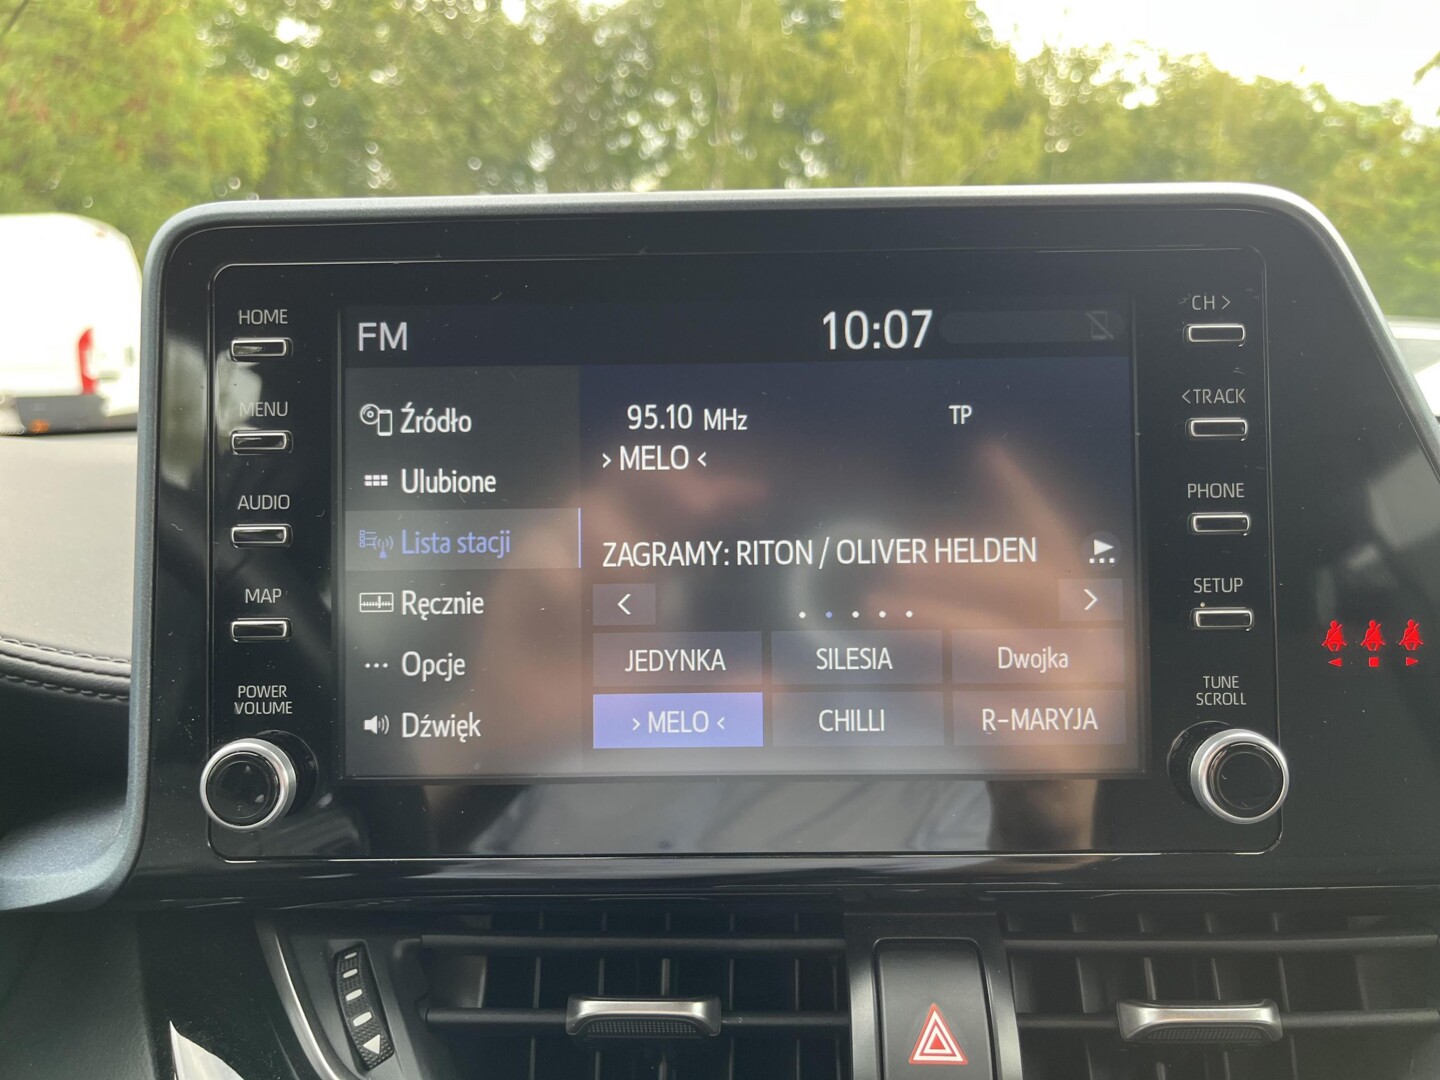 HOME
MENU
AUDIO
MAP
POWER
VOLUME
FM
10:07
Źródło
Ulubione
Lista stacji
Ręcznie
Opcje
Dźwięk
95.10 MHz
TP
› MELO ‹
ZAGRAMY: RITON / OLIVER HELDEN
JEDYNKA
SILESIA
Dwojka
› MELO ‹
CHILLI
R-MARYJA
CH >
< TRACK
PHONE
SETUP
TUNE
SCROLL